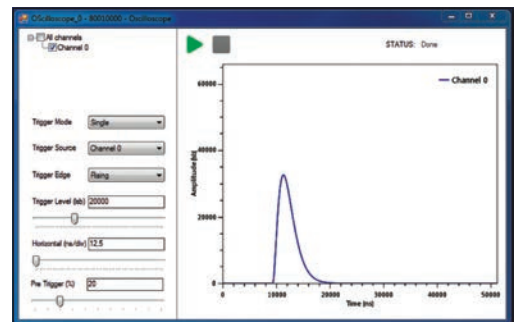 OScilloscope_0 - 80010000 - Oscilloscope
All channels
Channel 0
STATUS: Done
Channel 0
Trigger Mode Single
Trigger Source Channel 0
Trigger Edge Rising
Trigger Level (lsb) 20000
Horizontal (ns/div) 12.5
Pre Trigger (%) 20
Amplitude (lsb)
60000
40000
20000
0
0 10000 20000 30000 40000 50000
Time (ns)